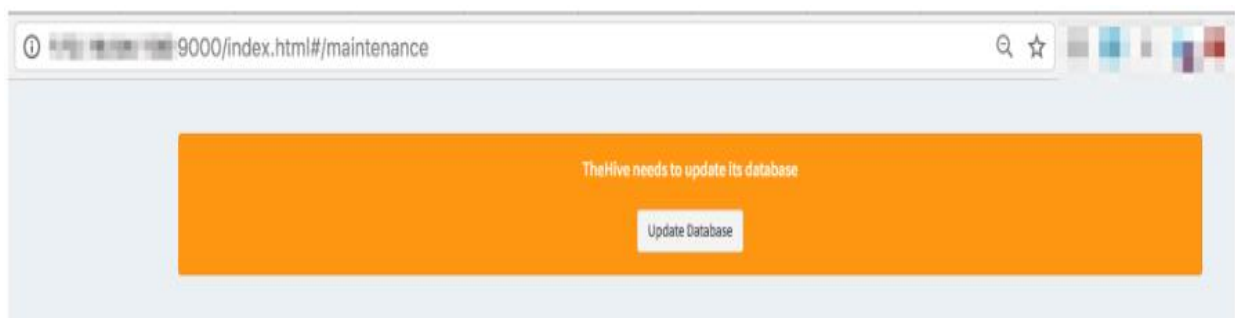 9000/index.html#/maintenance
TheHive needs to update its database
Update Database